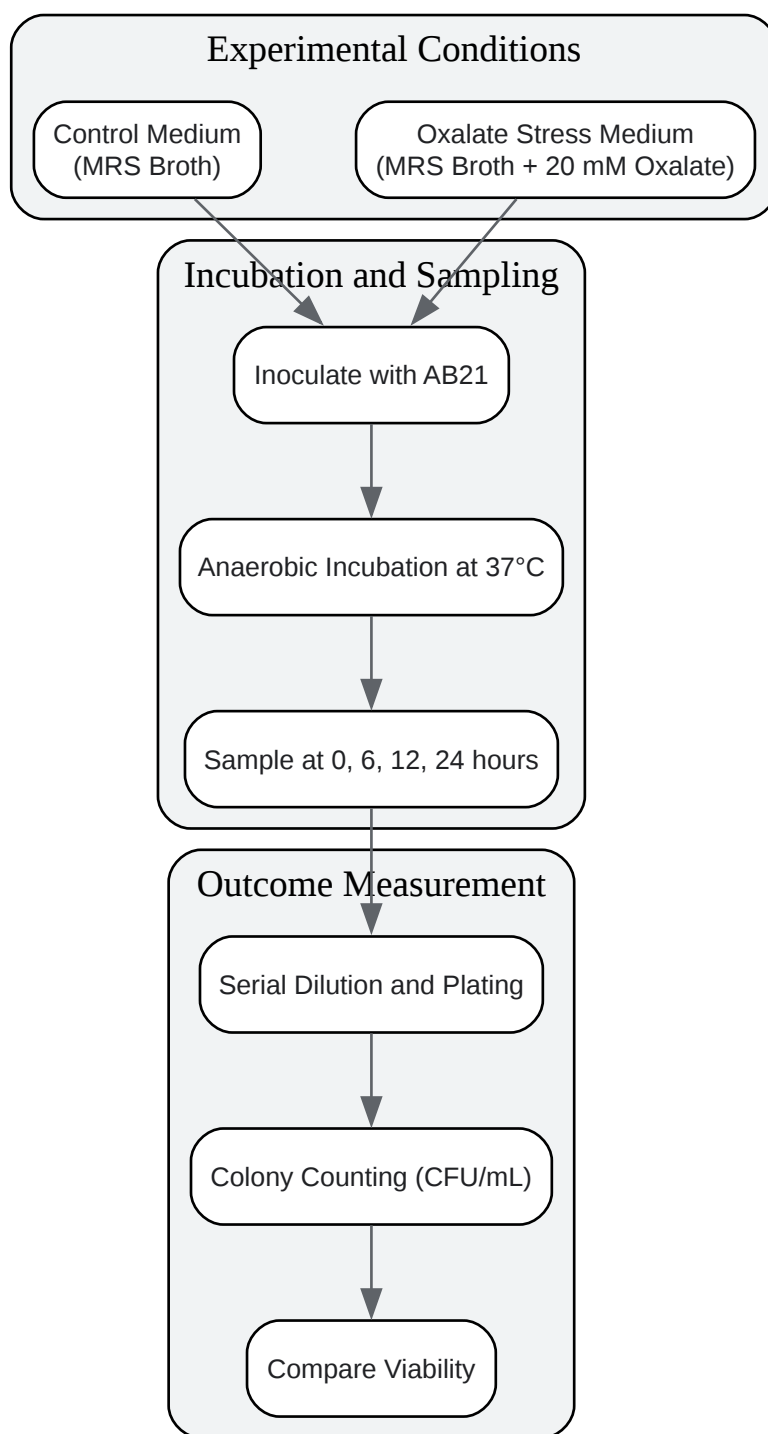 Experimental Conditions
Control Medium
(MRS Broth)
Oxalate Stress Medium
(MRS Broth + 20 mM Oxalate)
Incubation and Sampling
Inoculate with AB21
Anaerobic Incubation at 37°C
Sample at 0, 6, 12, 24 hours
Outcome Measurement
Serial Dilution and Plating
Colony Counting (CFU/mL)
Compare Viability